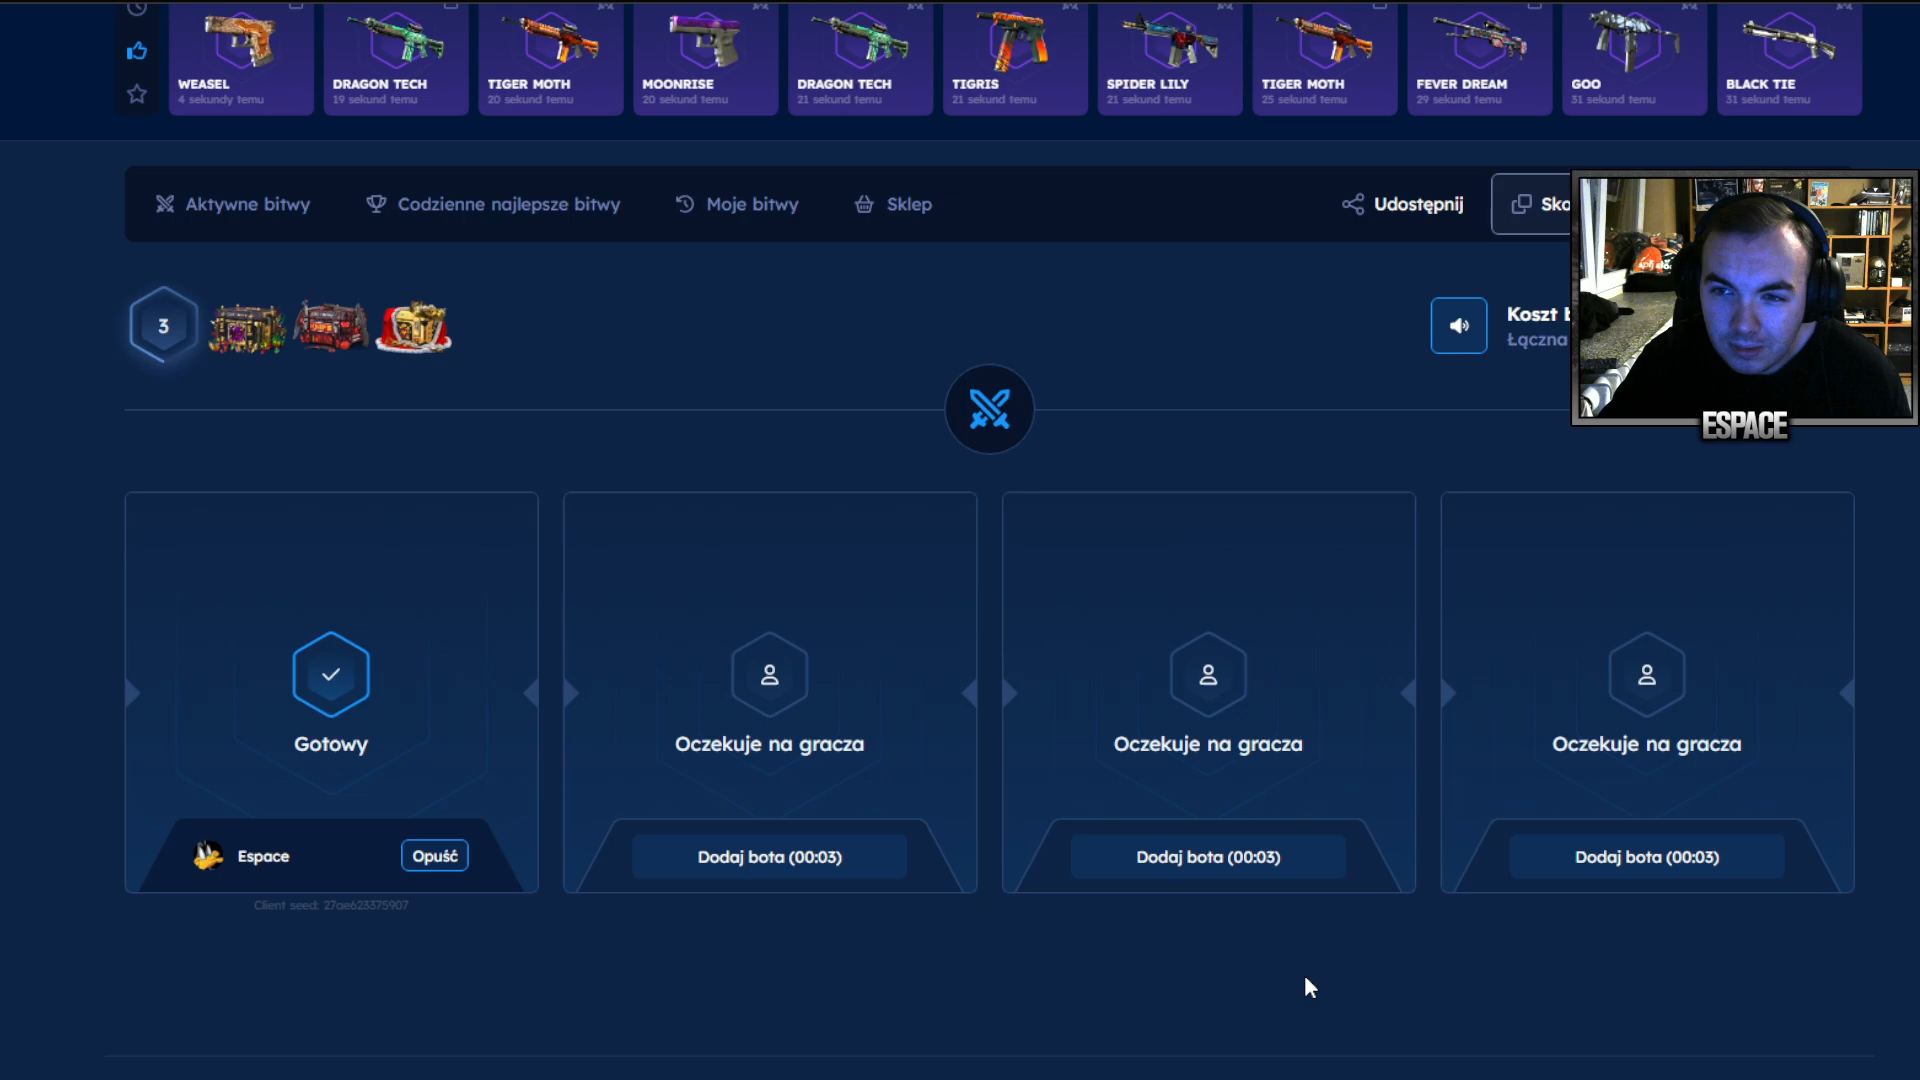 WEASEL
4 sekundy temu
DRAGON TECH
19 sekund temu
TIGER MOTH
20 sekund temu
MOONRISE
20 sekund temu
DRAGON TECH
21 sekund temu
TIGRIS
21 sekund temu
SPIDER LILY
21 sekund temu
TIGER MOTH
25 sekund temu
FEVER DREAM
29 sekund temu
GOO
31 sekund temu
BLACK TIE
31 sekund temu
Aktywne bitwy
Codzienne najlepsze bitwy
Moje bitwy
Sklep
Udostępnij
Sko
3
Koszt b
Łączna
ESPACE
Gotowy
Oczekuje na gracza
Oczekuje na gracza
Oczekuje na gracza
Espace
Opuść
Dodaj bota (00:03)
Dodaj bota (00:03)
Dodaj bota (00:03)
Client seed: 27ae623375907